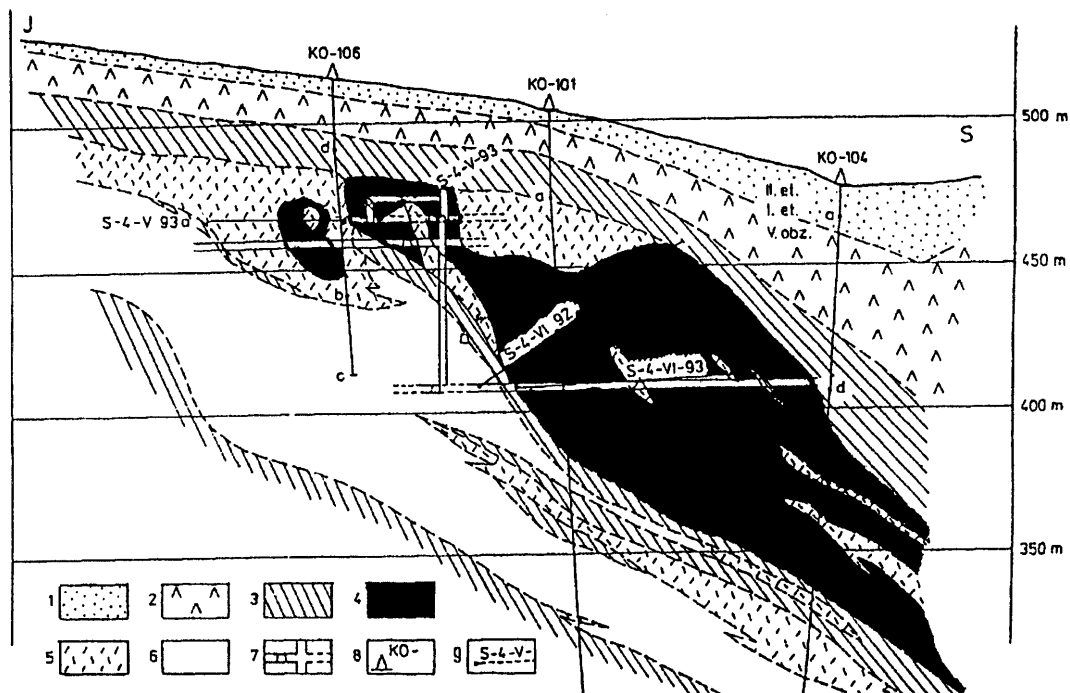 J
KO-106
KO-101
500 m
S
KO-104
d
S-4-V-93
a
II. et.
I. et.
V. obz.
a
S-4-V 93a
450 m
b
S-4-VI 92
S-4-VI-93
d
c
400 m
350 m
1
2
3
4
5
6
7
8 KO-
9 S-4-V-